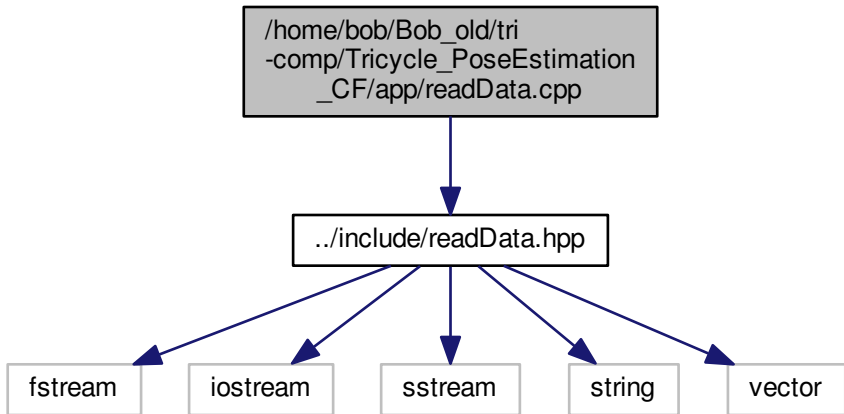 /home/bob/Bob_old/tri
-comp/Tricycle_PoseEstimation
_CF/app/readData.cpp
../include/readData.hpp
fstream
iostream
sstream
string
vector